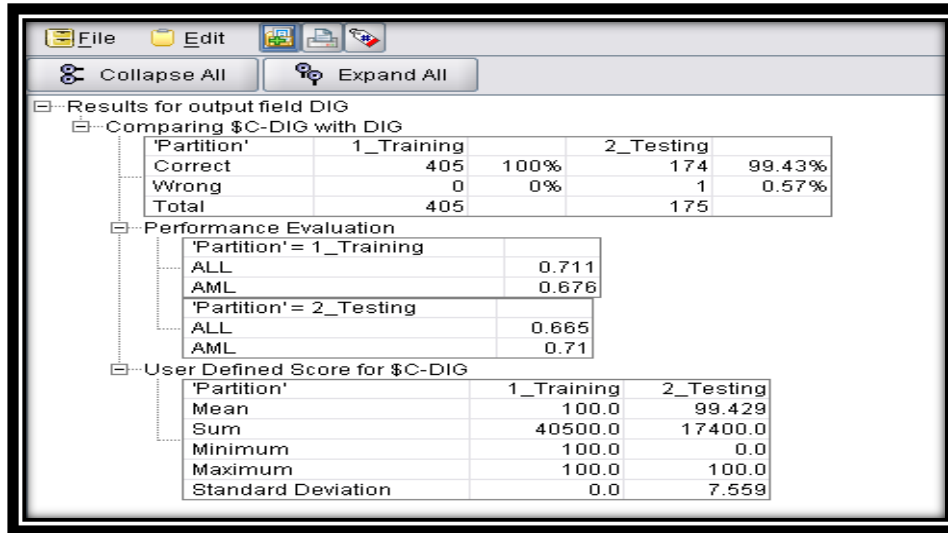 File Edit
Collapse All Expand All
Results for output field DIG
Comparing $C-DIG with DIG
'Partition' 1_Training 2_Testing
Correct 405 100% 174 99.43%
Wrong 0 0% 1 0.57%
Total 405 175
Performance Evaluation
'Partition' = 1_Training
ALL 0.711
AML 0.676
'Partition' = 2_Testing
ALL 0.665
AML 0.71
User Defined Score for $C-DIG
'Partition' 1_Training 2_Testing
Mean 100.0 99.429
Sum 40500.0 17400.0
Minimum 100.0 0.0
Maximum 100.0 100.0
Standard Deviation 0.0 7.559